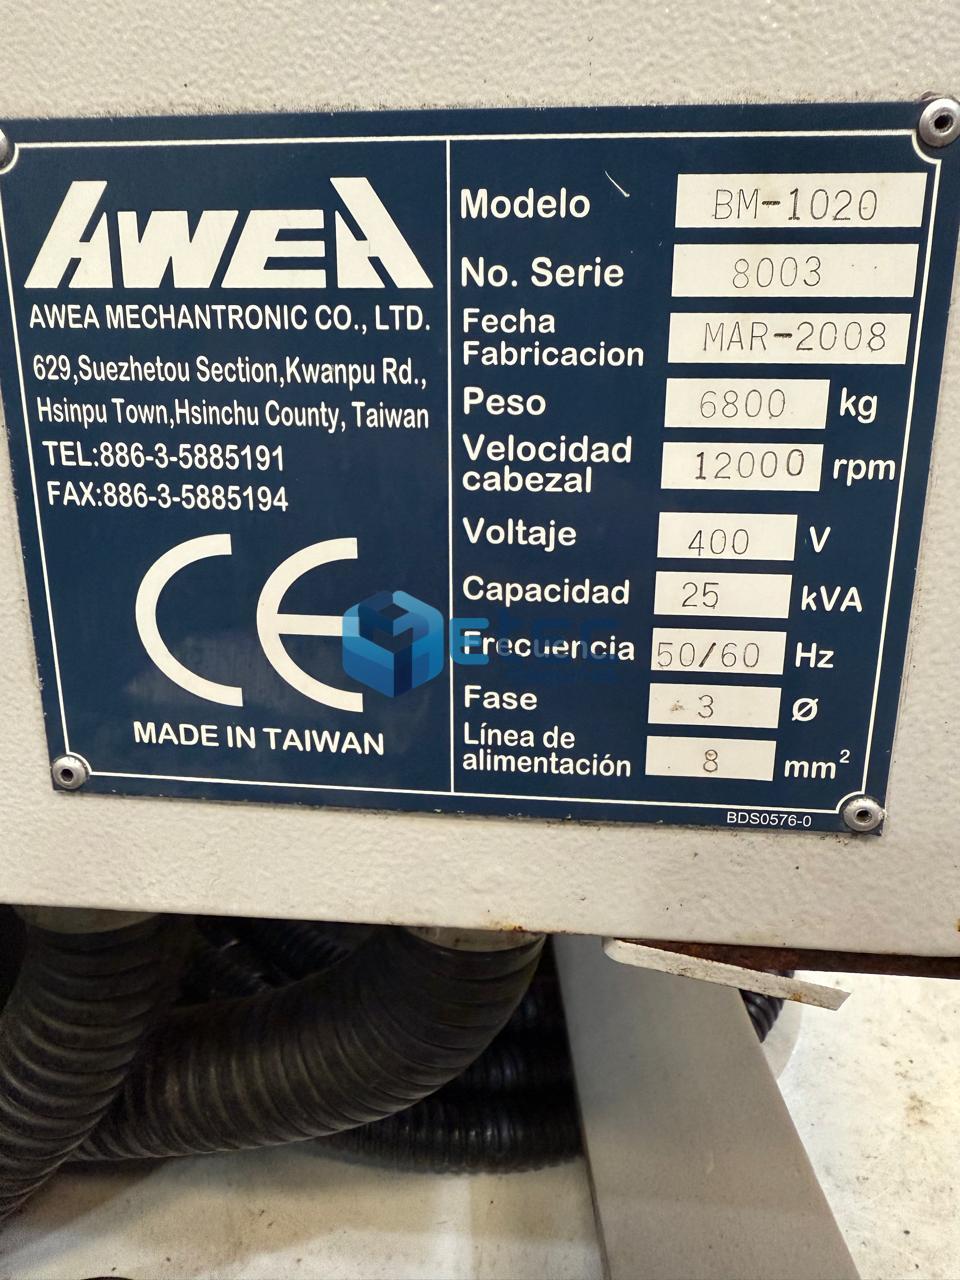 AWEA
AWEA MECHANTRONIC CO., LTD.
629,Suezhetou Section,Kwanpu Rd.,
Hsinpu Town,Hsinchu County, Taiwan
TEL:886-3-5885191
FAX:886-3-5885194
CE
MADE IN TAIWAN
Modelo BM-1020
No. Serie 8003
Fecha
Fabricacion MAR-2008
Peso 6800 kg
Velocidad
cabezal 12000 rpm
Voltaje 400 V
Capacidad 25 kVA
Frecuencia 50/60 Hz
Fase 3 Ø
Línea de
alimentación 8 mm²
BDS0576-0
Etec